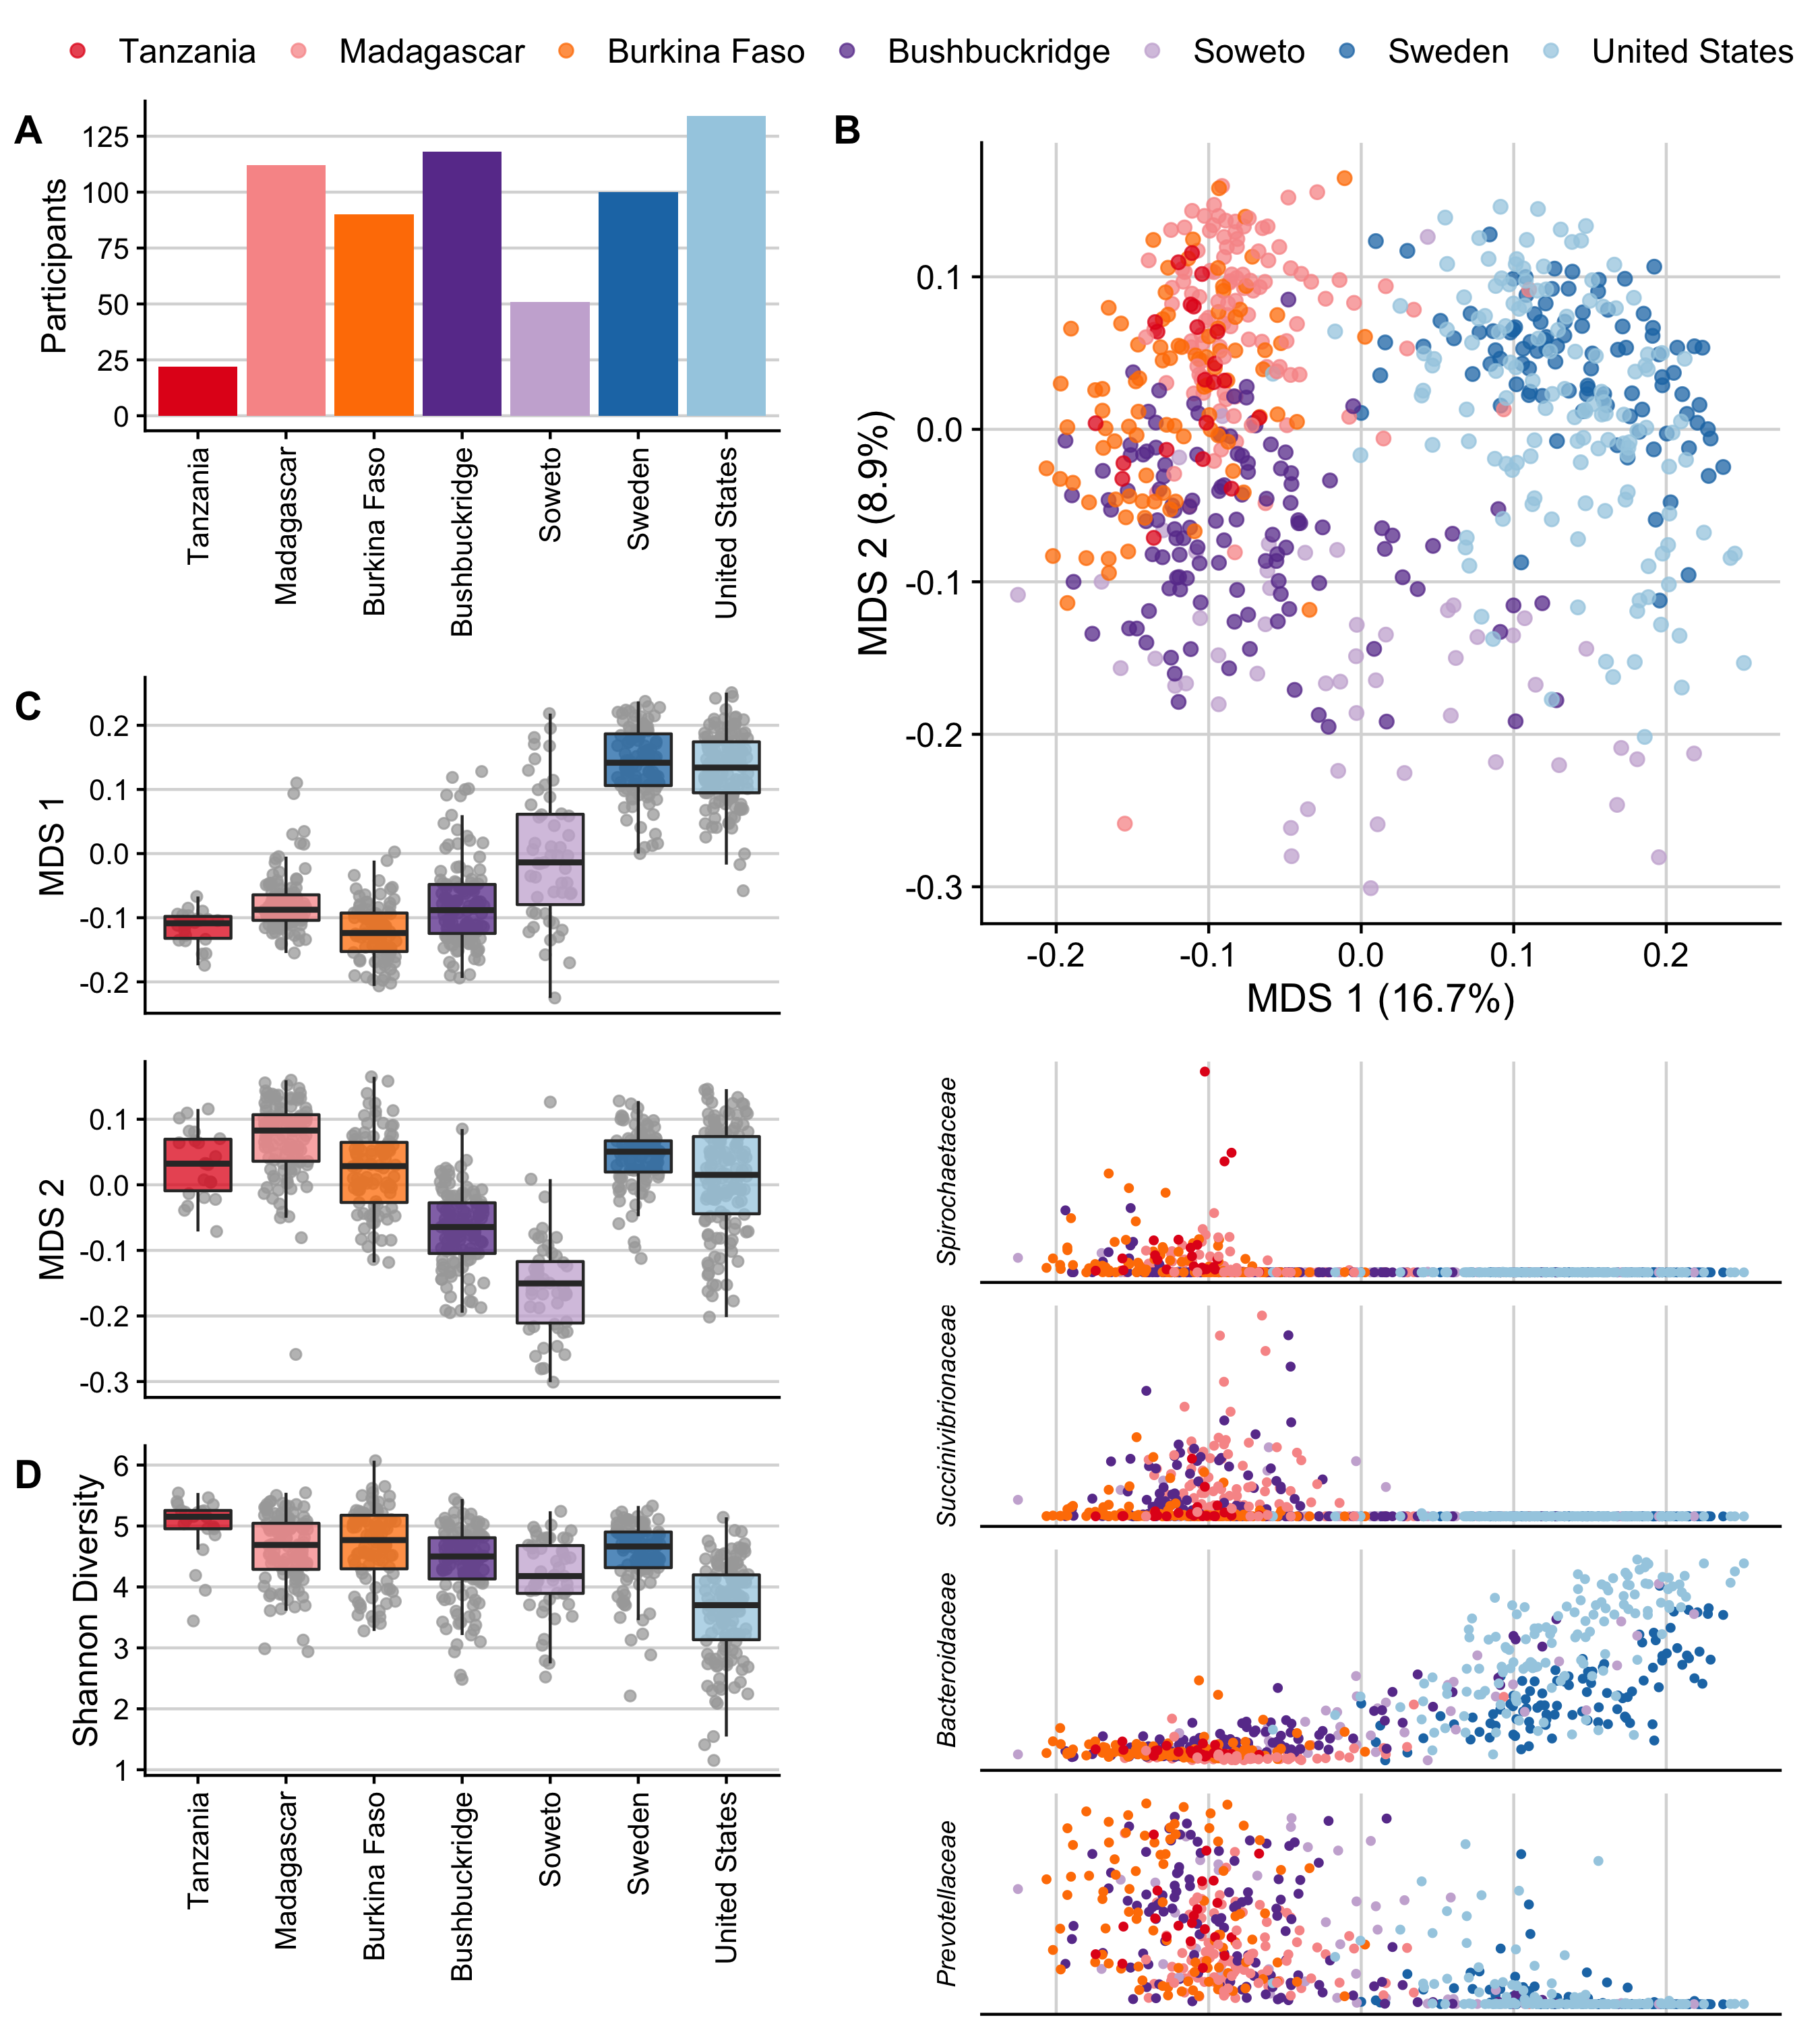 Tanzania Madagascar Burkina Faso Bushbuckridge Soweto Sweden United States
A
Participants
125
100
75
50
25
0
Tanzania
Madagascar
Burkina Faso
Bushbuckridge
Soweto
Sweden
United States
B
MDS 2 (8.9%)
0.1
0.0
-0.1
-0.2
-0.3
-0.2 -0.1 0.0 0.1 0.2
MDS 1 (16.7%)
C
MDS 1
0.2
0.1
0.0
-0.1
-0.2
MDS 2
0.1
0.0
-0.1
-0.2
-0.3
D
Shannon Diversity
6
5
4
3
2
1
Tanzania
Madagascar
Burkina Faso
Bushbuckridge
Soweto
Sweden
United States
Spirochaetaceae
Succinivibrionaceae
Bacteroidaceae
Prevotellaceae